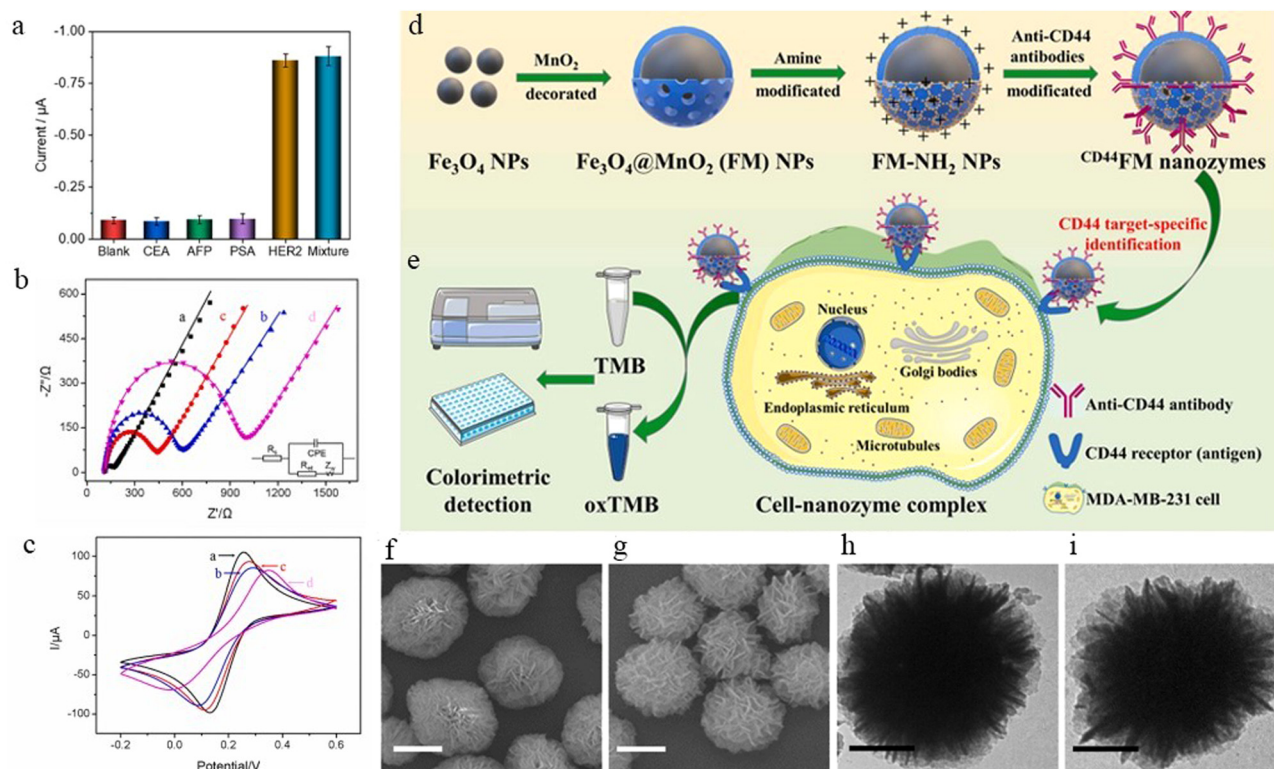 a
Current / μA
-1.00
-0.75
-0.50
-0.25
0.00
Blank CEA AFP PSA HER2 Mixture
b
-Z''/Ω
600
450
300
150
0
a c b d
Rs
CPE
Ret
Zw
0 300 600 900 1200 1500
Z'/Ω
c
I/μA
100
50
0
-50
-100
a
b
c
d
-0.2 0.0 0.2 0.4 0.6
Potential/V
d
MnO2
decorated
Amine
modificated
Anti-CD44
antibodies
modificated
Fe3O4 NPs
Fe3O4@MnO2 (FM) NPs
FM-NH2 NPs
CD44FM nanozymes
CD44 target-specific
identification
e
TMB
oxTMB
Colorimetric
detection
Nucleus
Golgi bodies
Endoplasmic reticulum
Microtubules
Cell-nanozyme complex
Anti-CD44 antibody
CD44 receptor (antigen)
MDA-MB-231 cell
f
g
h
i